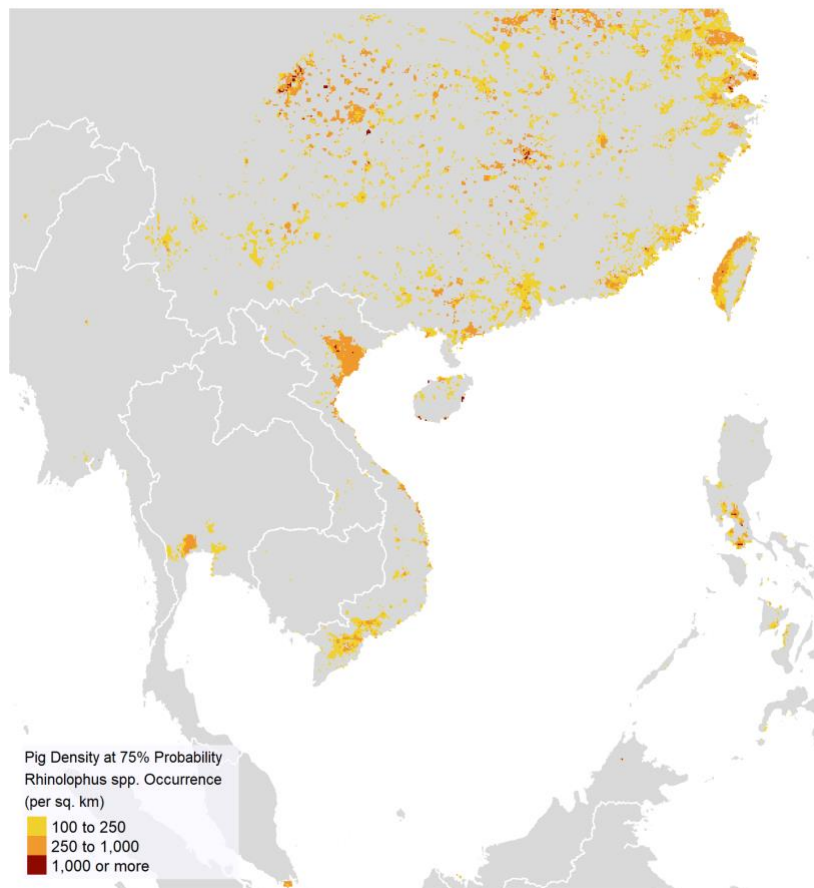 Pig Density at 75% Probability
Rhinolophus spp. Occurrence
(per sq. km)
100 to 250
250 to 1,000
1,000 or more